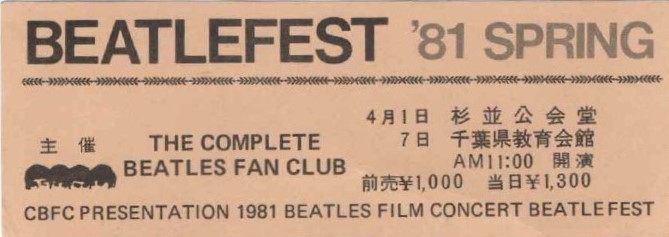 BEATLEFEST '81 SPRING
4月1日 杉並公会堂
7日 千葉県教育会館
AM11:00 開演
前売¥1,000 当日¥1,300
主催
THE COMPLETE
BEATLES FAN CLUB
CBFC PRESENTATION 1981 BEATLES FILM CONCERT BEATLEFEST